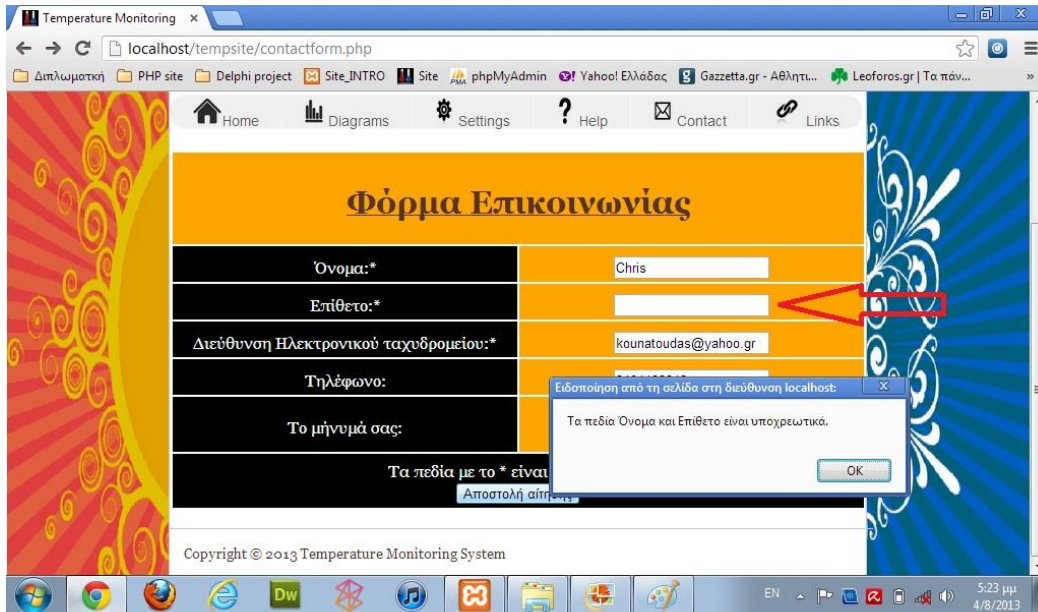 Temperature Monitoring
localhost/tempsite/contactform.php
Διπλωματκή PHP site Delphi project Site_INTRO Site phpMyAdmin Yahoo! Ελλάδας Gazzetta.gr - Αθλητι... Leoforos.gr | Τα πάν... »
Home Diagrams Settings Help Contact Links
Φόρμα Επικοινωνίας
Όνομα:* Chris
Επίθετο:*
Διεύθυνση Ηλεκτρονικού ταχυδρομείου:* kounatoudas@yahoo.gr
Τηλέφωνο:
Ειδοποίηση από τη σελίδα στη διεύθυνση localhost:
Τα πεδία Όνομα και Επίθετο είναι υποχρεωτικά.
OK
Το μήνυμά σας:
Τα πεδία με το * είναι
Αποστολή
Copyright © 2013 Temperature Monitoring System
Dw
EN 5:23 μμ
4/8/2013